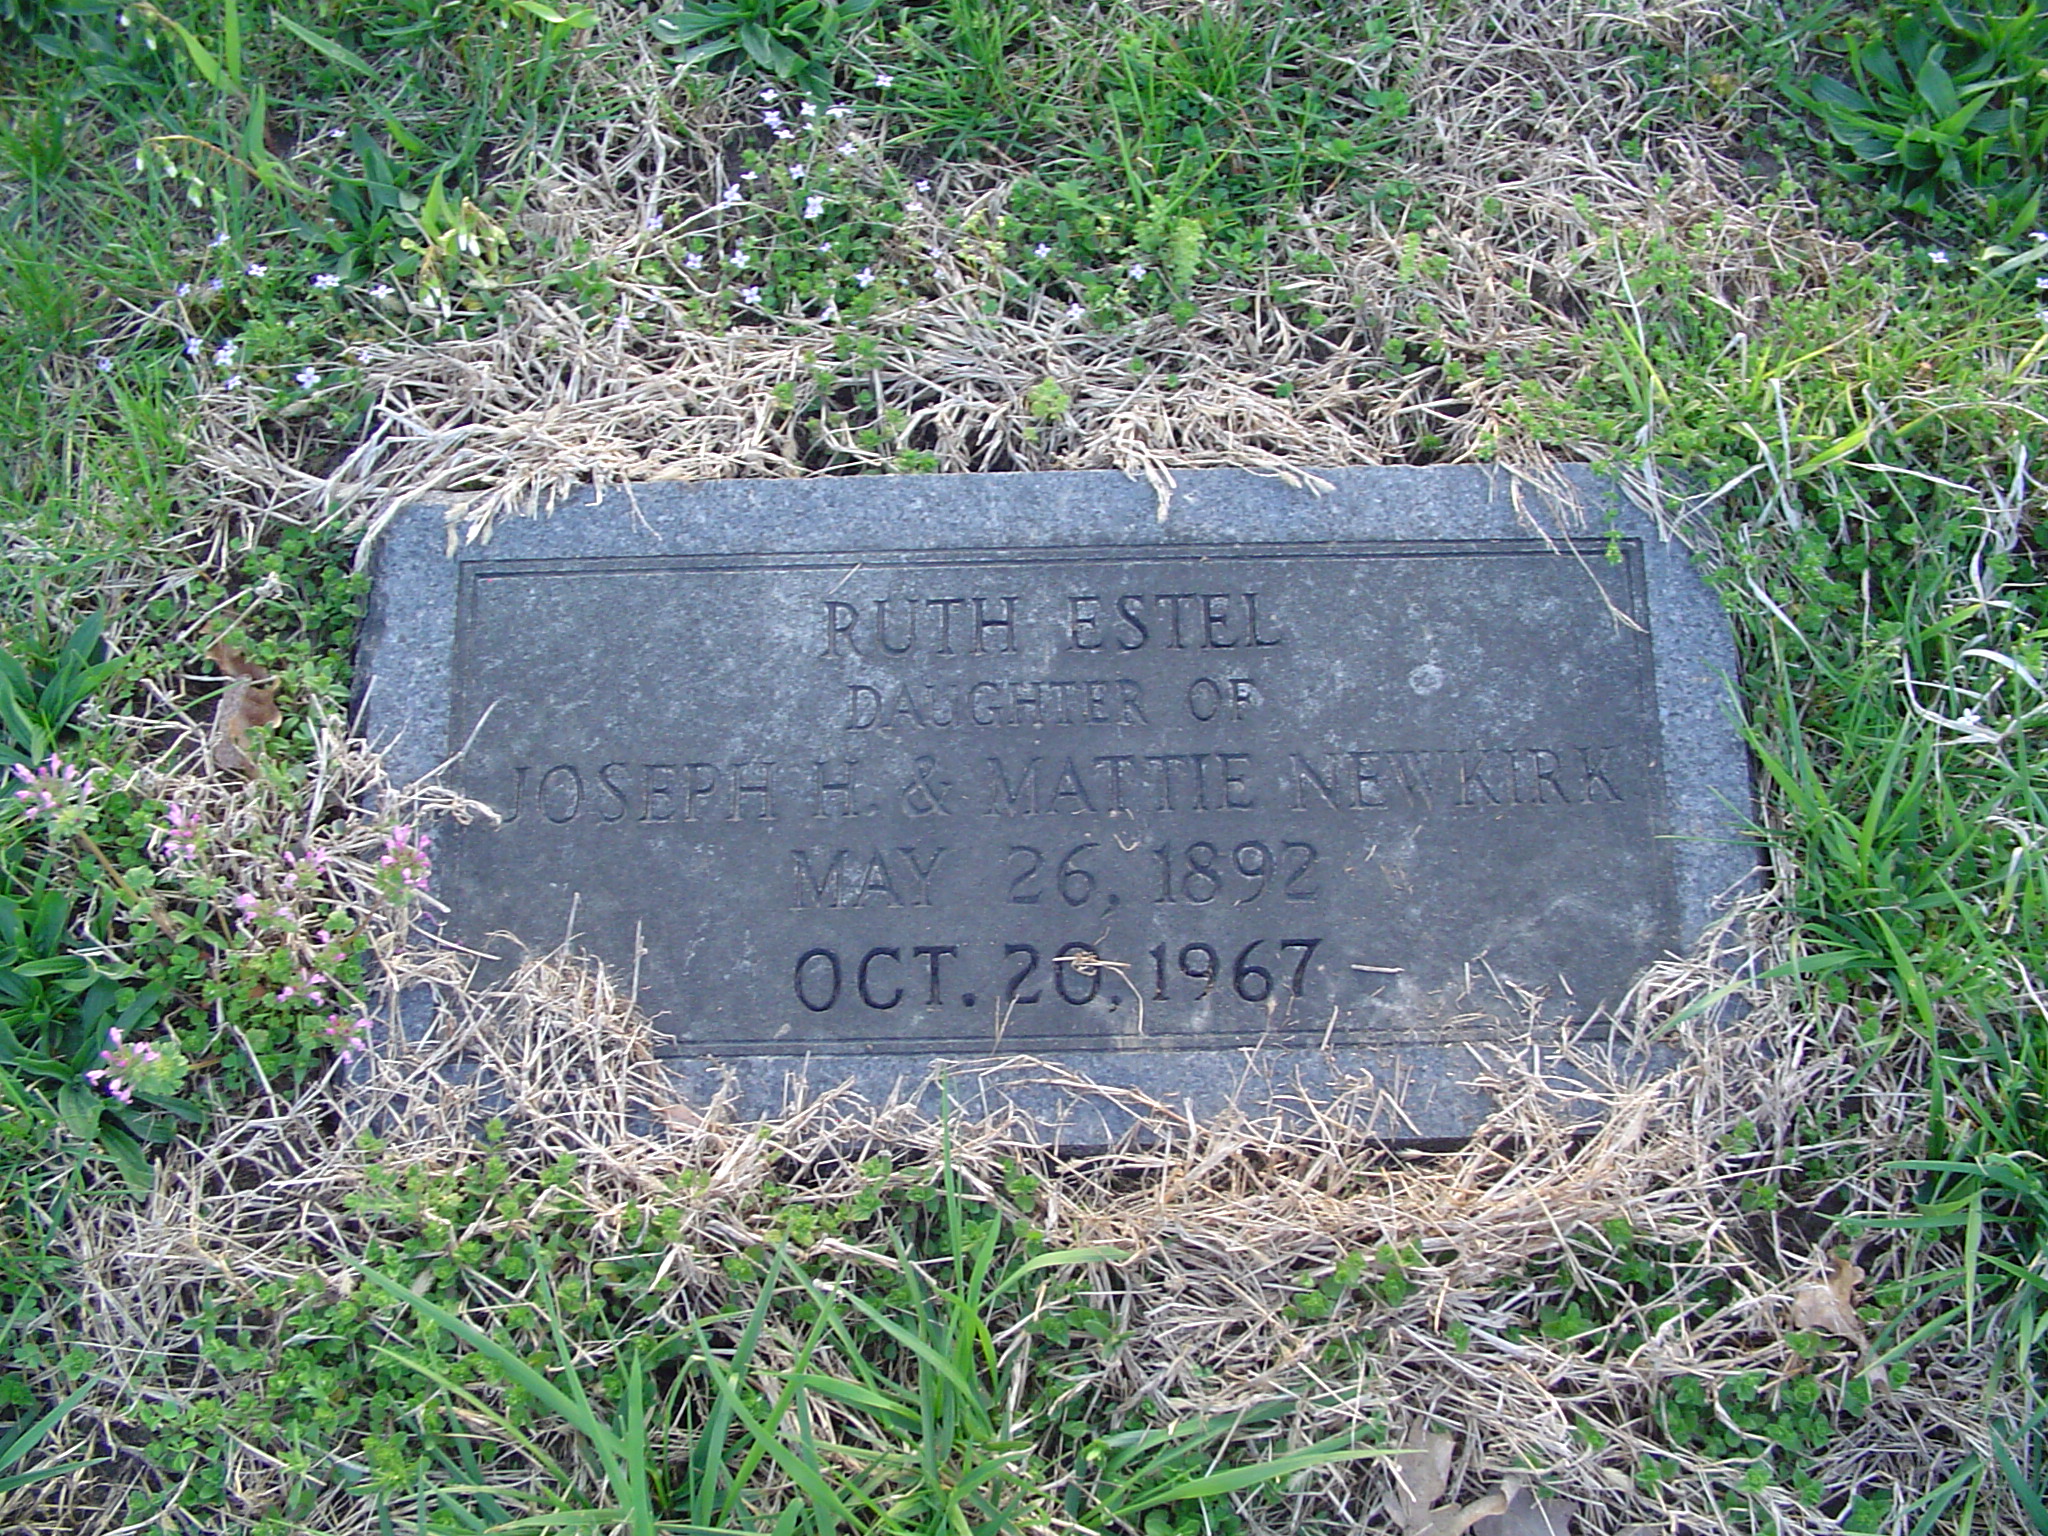 RUTH ESTEL
DAUGHTER OF
JOSEPH H. & MATTIE NEWKIRK
MAY 26, 1892
OCT. 20, 1967